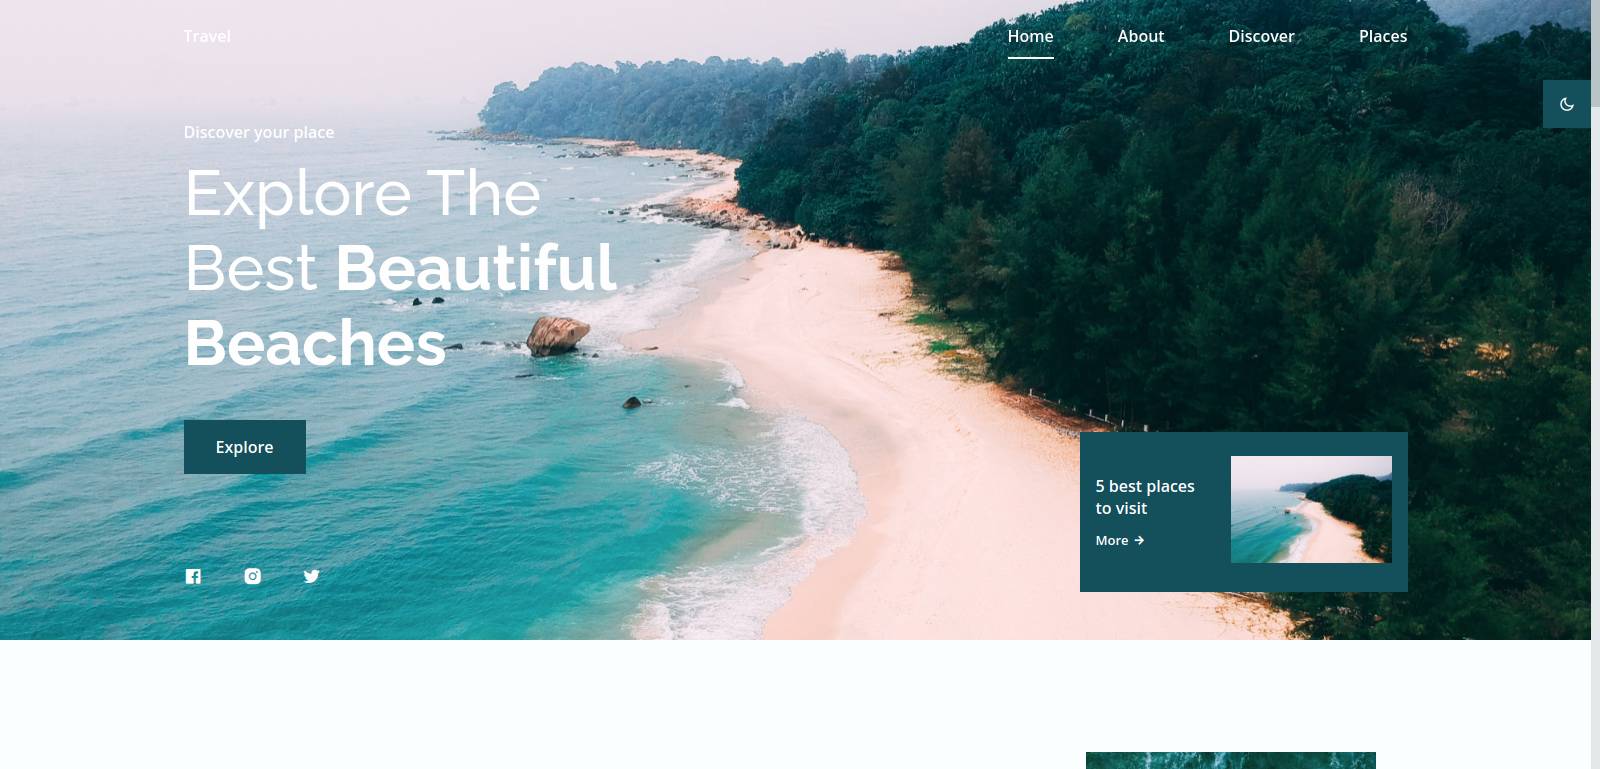 Travel
Home
About
Discover
Places
Discover your place
Explore The
Best Beautiful
Beaches
Explore
5 best places
to visit
More